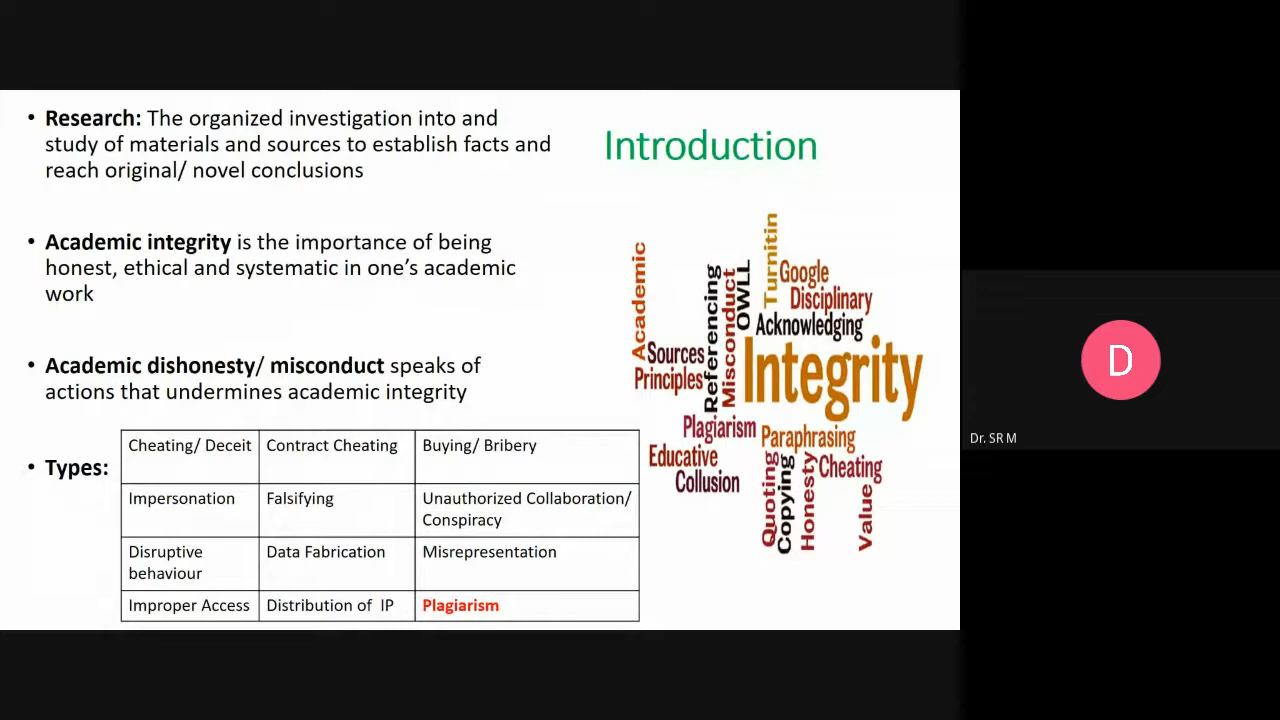 • Research: The organized investigation into and
study of materials and sources to establish facts and
reach original/ novel conclusions
• Academic integrity is the importance of being
honest, ethical and systematic in one’s academic
work
• Academic dishonesty/ misconduct speaks of
actions that undermines academic integrity
• Types:
Cheating/ Deceit
Contract Cheating
Buying/ Bribery
Impersonation
Falsifying
Unauthorized Collaboration/
Conspiracy
Disruptive
behaviour
Data Fabrication
Misrepresentation
Improper Access
Distribution of IP
Plagiarism
Introduction
Academic
Sources
Principles
Referencing
Misconduct
OWLL
Turnitin
Google
Disciplinary
Acknowledging
Integrity
Plagiarism
Paraphrasing
Educative
Collusion
Quoting
Copying
Honesty
Cheating
Value
D
Dr. SR M